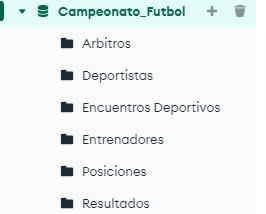 Campeonato_Futbol
Arbitros
Deportistas
Encuentros Deportivos
Entrenadores
Posiciones
Resultados